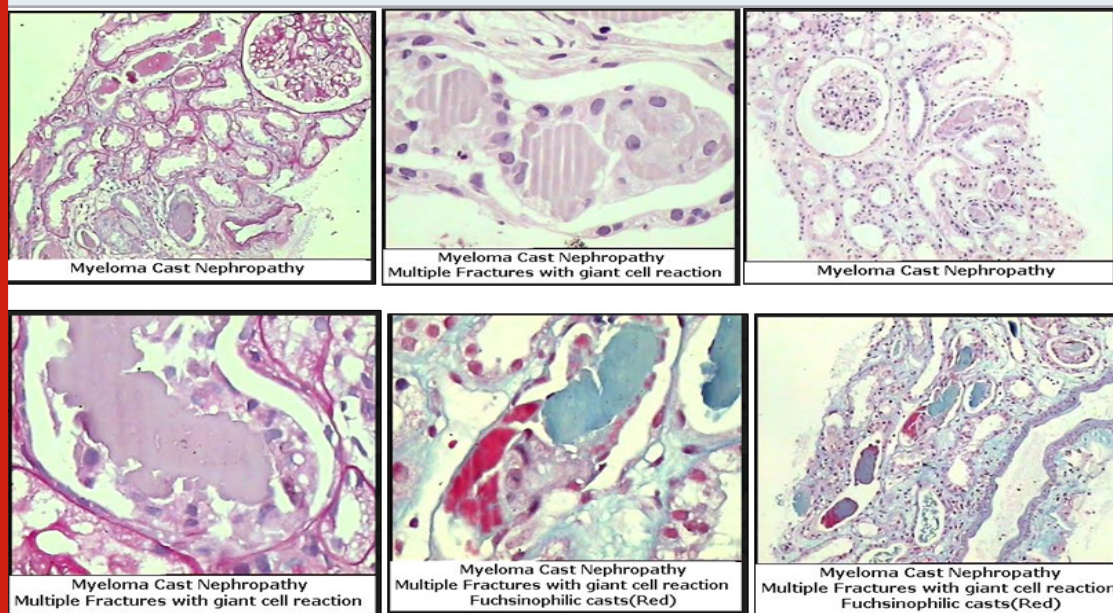 Myeloma Cast Nephropathy
Myeloma Cast Nephropathy
Multiple Fractures with giant cell reaction
Myeloma Cast Nephropathy
Myeloma Cast Nephropathy
Multiple Fractures with giant cell reaction
Myeloma Cast Nephropathy
Multiple Fractures with giant cell reaction
Fuchsinophilic casts(Red)
Myeloma Cast Nephropathy
Multiple Fractures with giant cell reaction
Fuchsinophilic casts(Red)